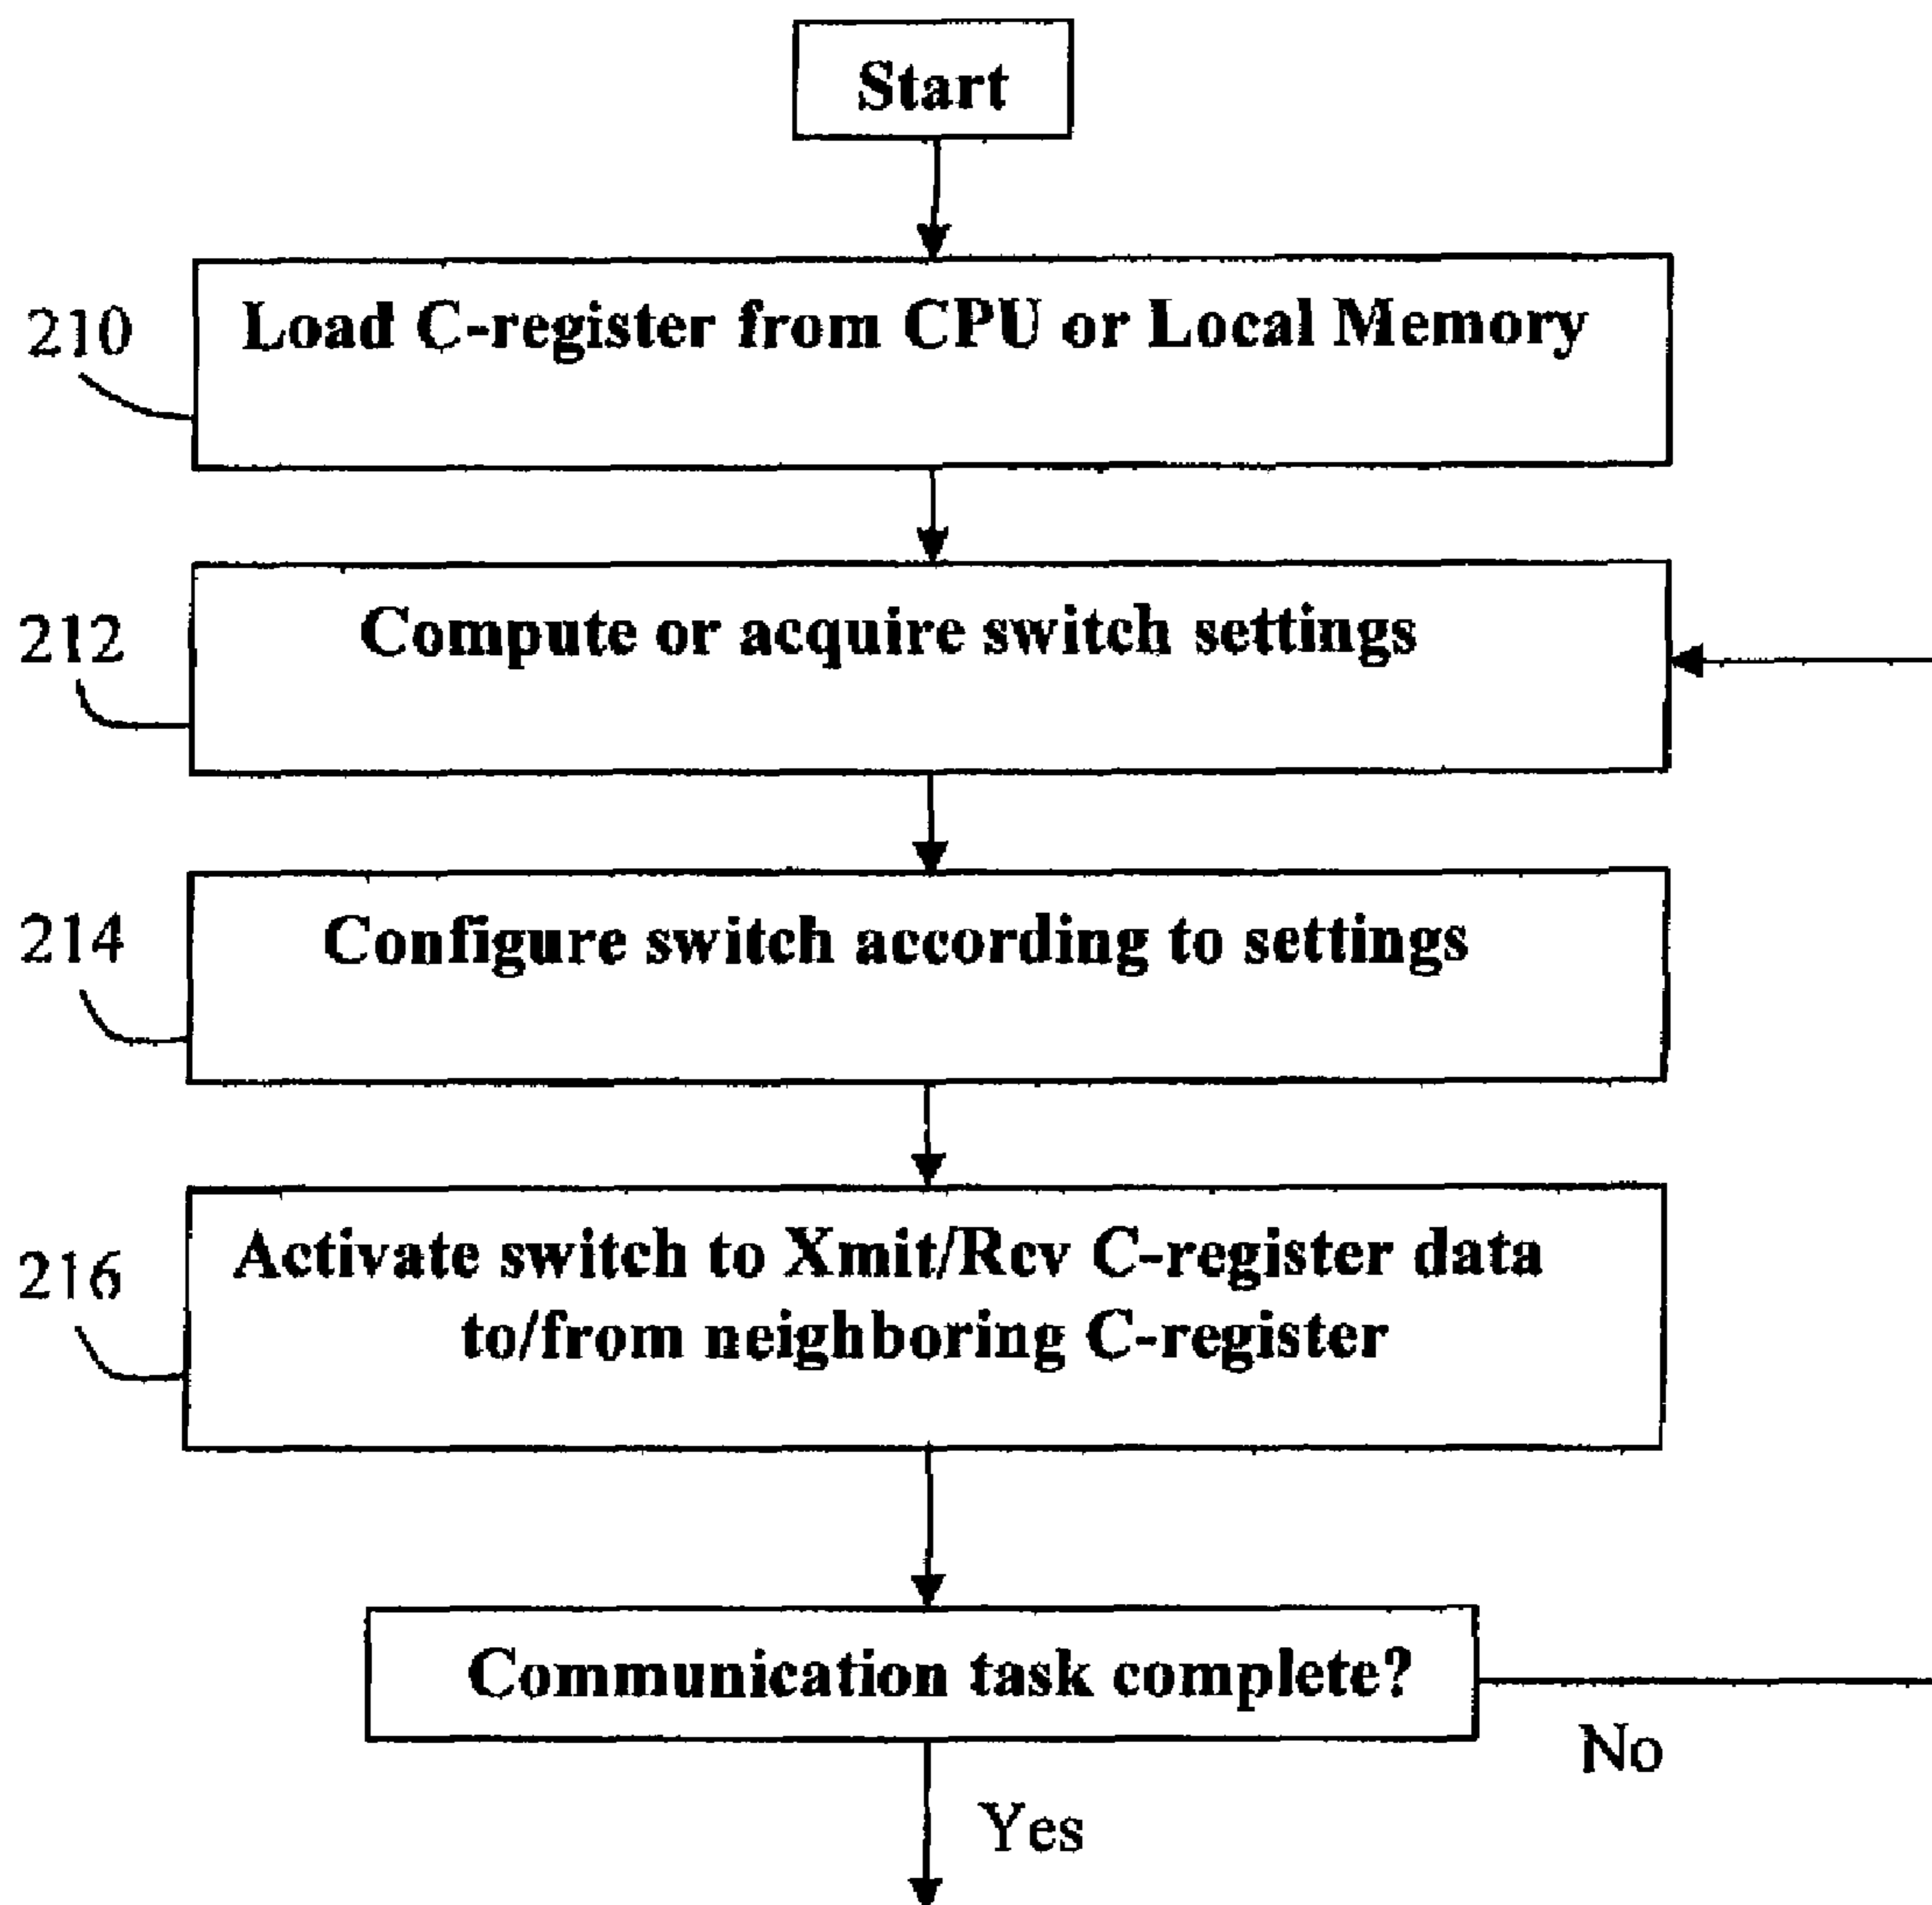 Start
210
Load C-register from CPU or Local Memory
212
Compute or acquire switch settings
214
Configure switch according to settings
216
Activate switch to Xmit/Rcv C-register data
to/from neighboring C-register
Communication task complete?
No
Yes